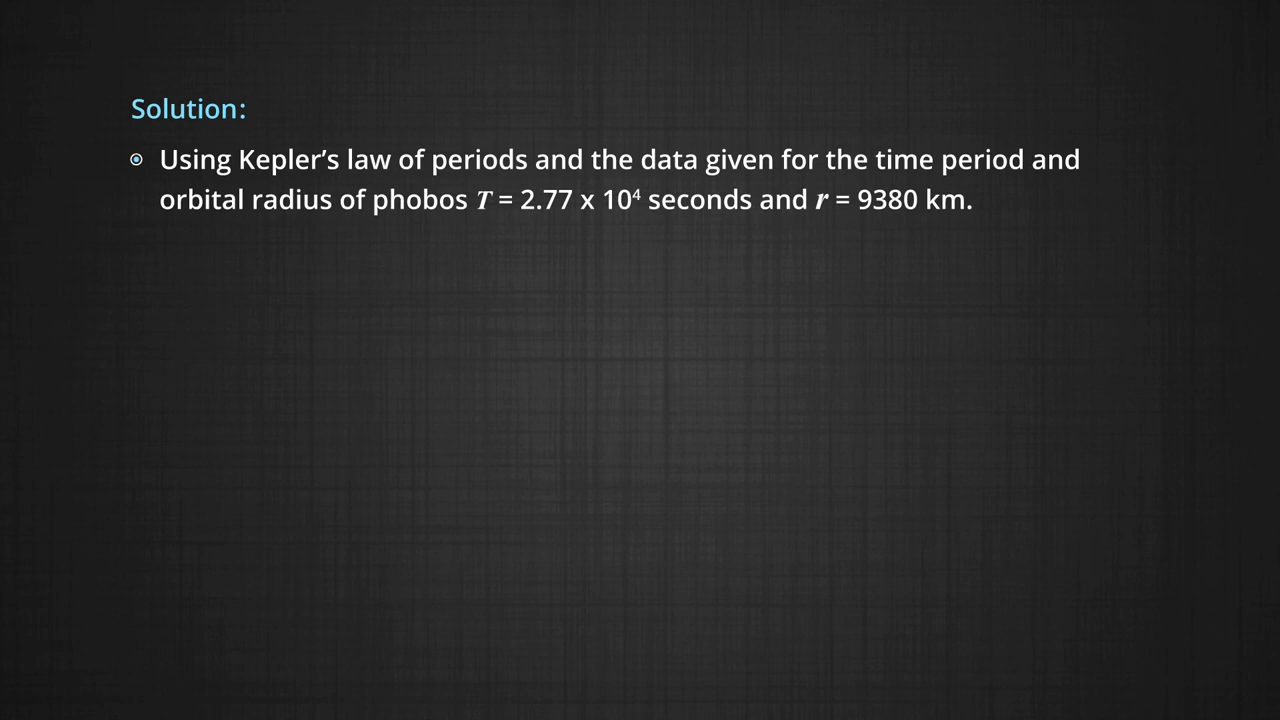 Solution:
Using Kepler’s law of periods and the data given for the time period and
orbital radius of phobos T = 2.77 x 10⁴ seconds and r = 9380 km.